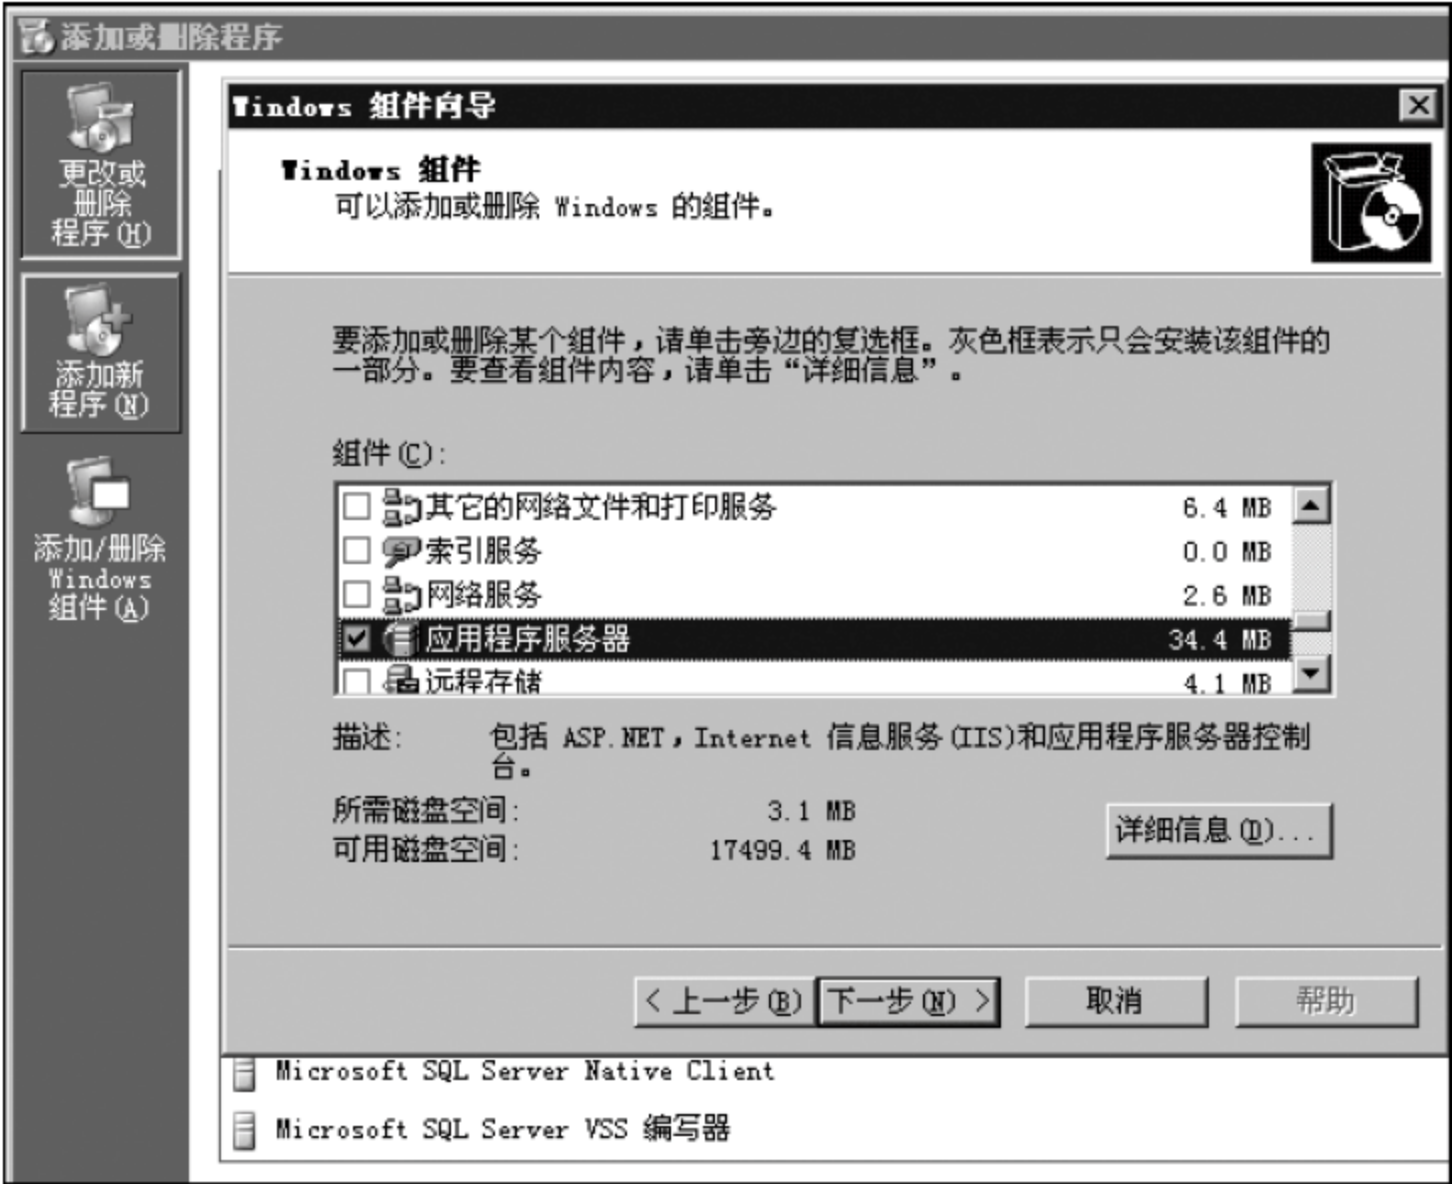 添加或删除程序
更改或
删除
程序(H)
添加新
程序(N)
添加/删除
Windows
组件(A)
Windows 组件向导
Windows 组件
可以添加或删除 Windows 的组件。
要添加或删除某个组件，请单击旁边的复选框。灰色框表示只会安装该组件的
一部分。要查看组件内容，请单击“详细信息”。
组件(C):
其它的网络文件和打印服务 6.4 MB
索引服务 0.0 MB
网络服务 2.6 MB
应用程序服务器 34.4 MB
远程存储 4.1 MB
描述: 包括 ASP.NET，Internet 信息服务(IIS)和应用程序服务器控制
台。
所需磁盘空间: 3.1 MB
可用磁盘空间: 17499.4 MB
详细信息(D)...
< 上一步(B) 下一步(N) > 取消 帮助
Microsoft SQL Server Native Client
Microsoft SQL Server VSS 编写器